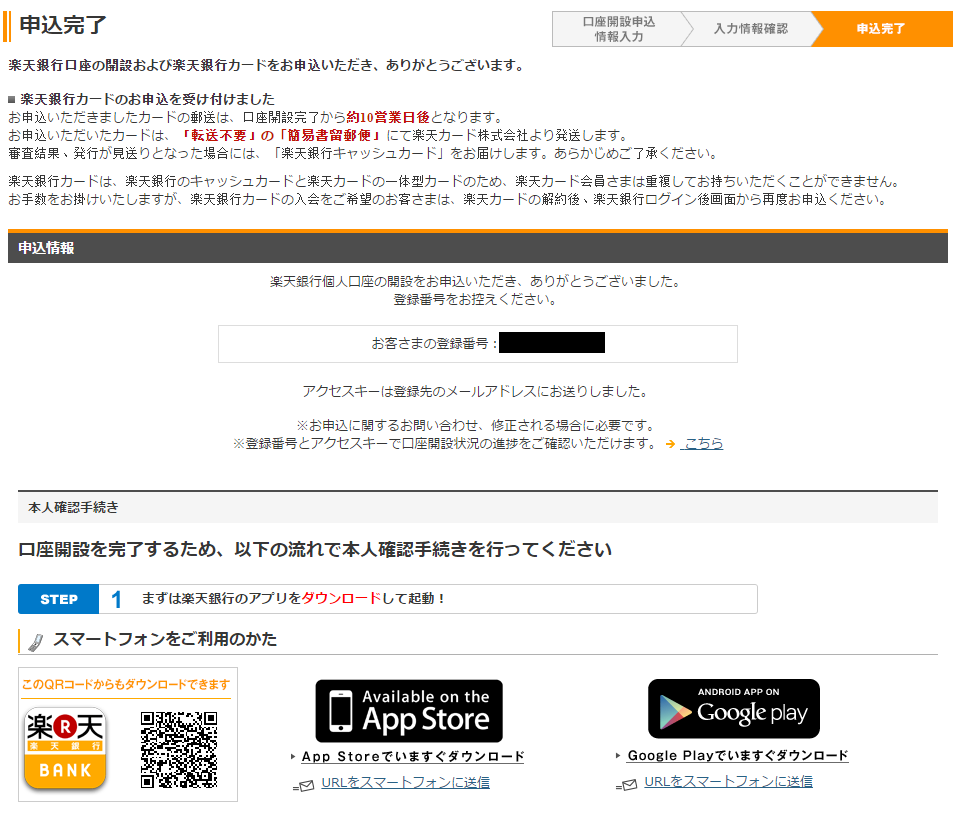 申込完了
口座開設申込
情報入力
入力情報確認
申込完了
楽天銀行口座の開設および楽天銀行カードをお申込いただき、ありがとうございます。
■ 楽天銀行カードのお申込を受け付けました
お申込いただきましたカードの郵送は、口座開設完了から約10営業日後となります。
お申込いただいたカードは、「転送不要」の「簡易書留郵便」にて楽天カード株式会社より発送します。
審査結果、発行が見送りとなった場合には、「楽天銀行キャッシュカード」をお届けします。あらかじめご了承ください。
楽天銀行カードは、楽天銀行のキャッシュカードと楽天カードの一体型カードのため、楽天カード会員さまは重複してお持ちいただくことができません。
お手数をお掛けいたしますが、楽天銀行カードの入会をご希望のお客さまは、楽天カードの解約後、楽天銀行ログイン後画面から再度お申込ください。
申込情報
楽天銀行個人口座の開設をお申込いただき、ありがとうございました。
登録番号をお控えください。
お客さまの登録番号：
アクセスキーは登録先のメールアドレスにお送りしました。
※お申込に関するお問い合わせ、修正される場合に必要です。
※登録番号とアクセスキーで口座開設状況の進捗をご確認いただけます。 → こちら
本人確認手続き
口座開設を完了するため、以下の流れで本人確認手続きを行ってください
STEP 1 まずは楽天銀行のアプリをダウンロードして起動！
スマートフォンをご利用のかた
このQRコードからもダウンロードできます
楽R天
楽天銀行
BANK
Available on the
App Store
App Storeでいますぐダウンロード
URLをスマートフォンに送信
ANDROID APP ON
Google play
Google Playでいますぐダウンロード
URLをスマートフォンに送信